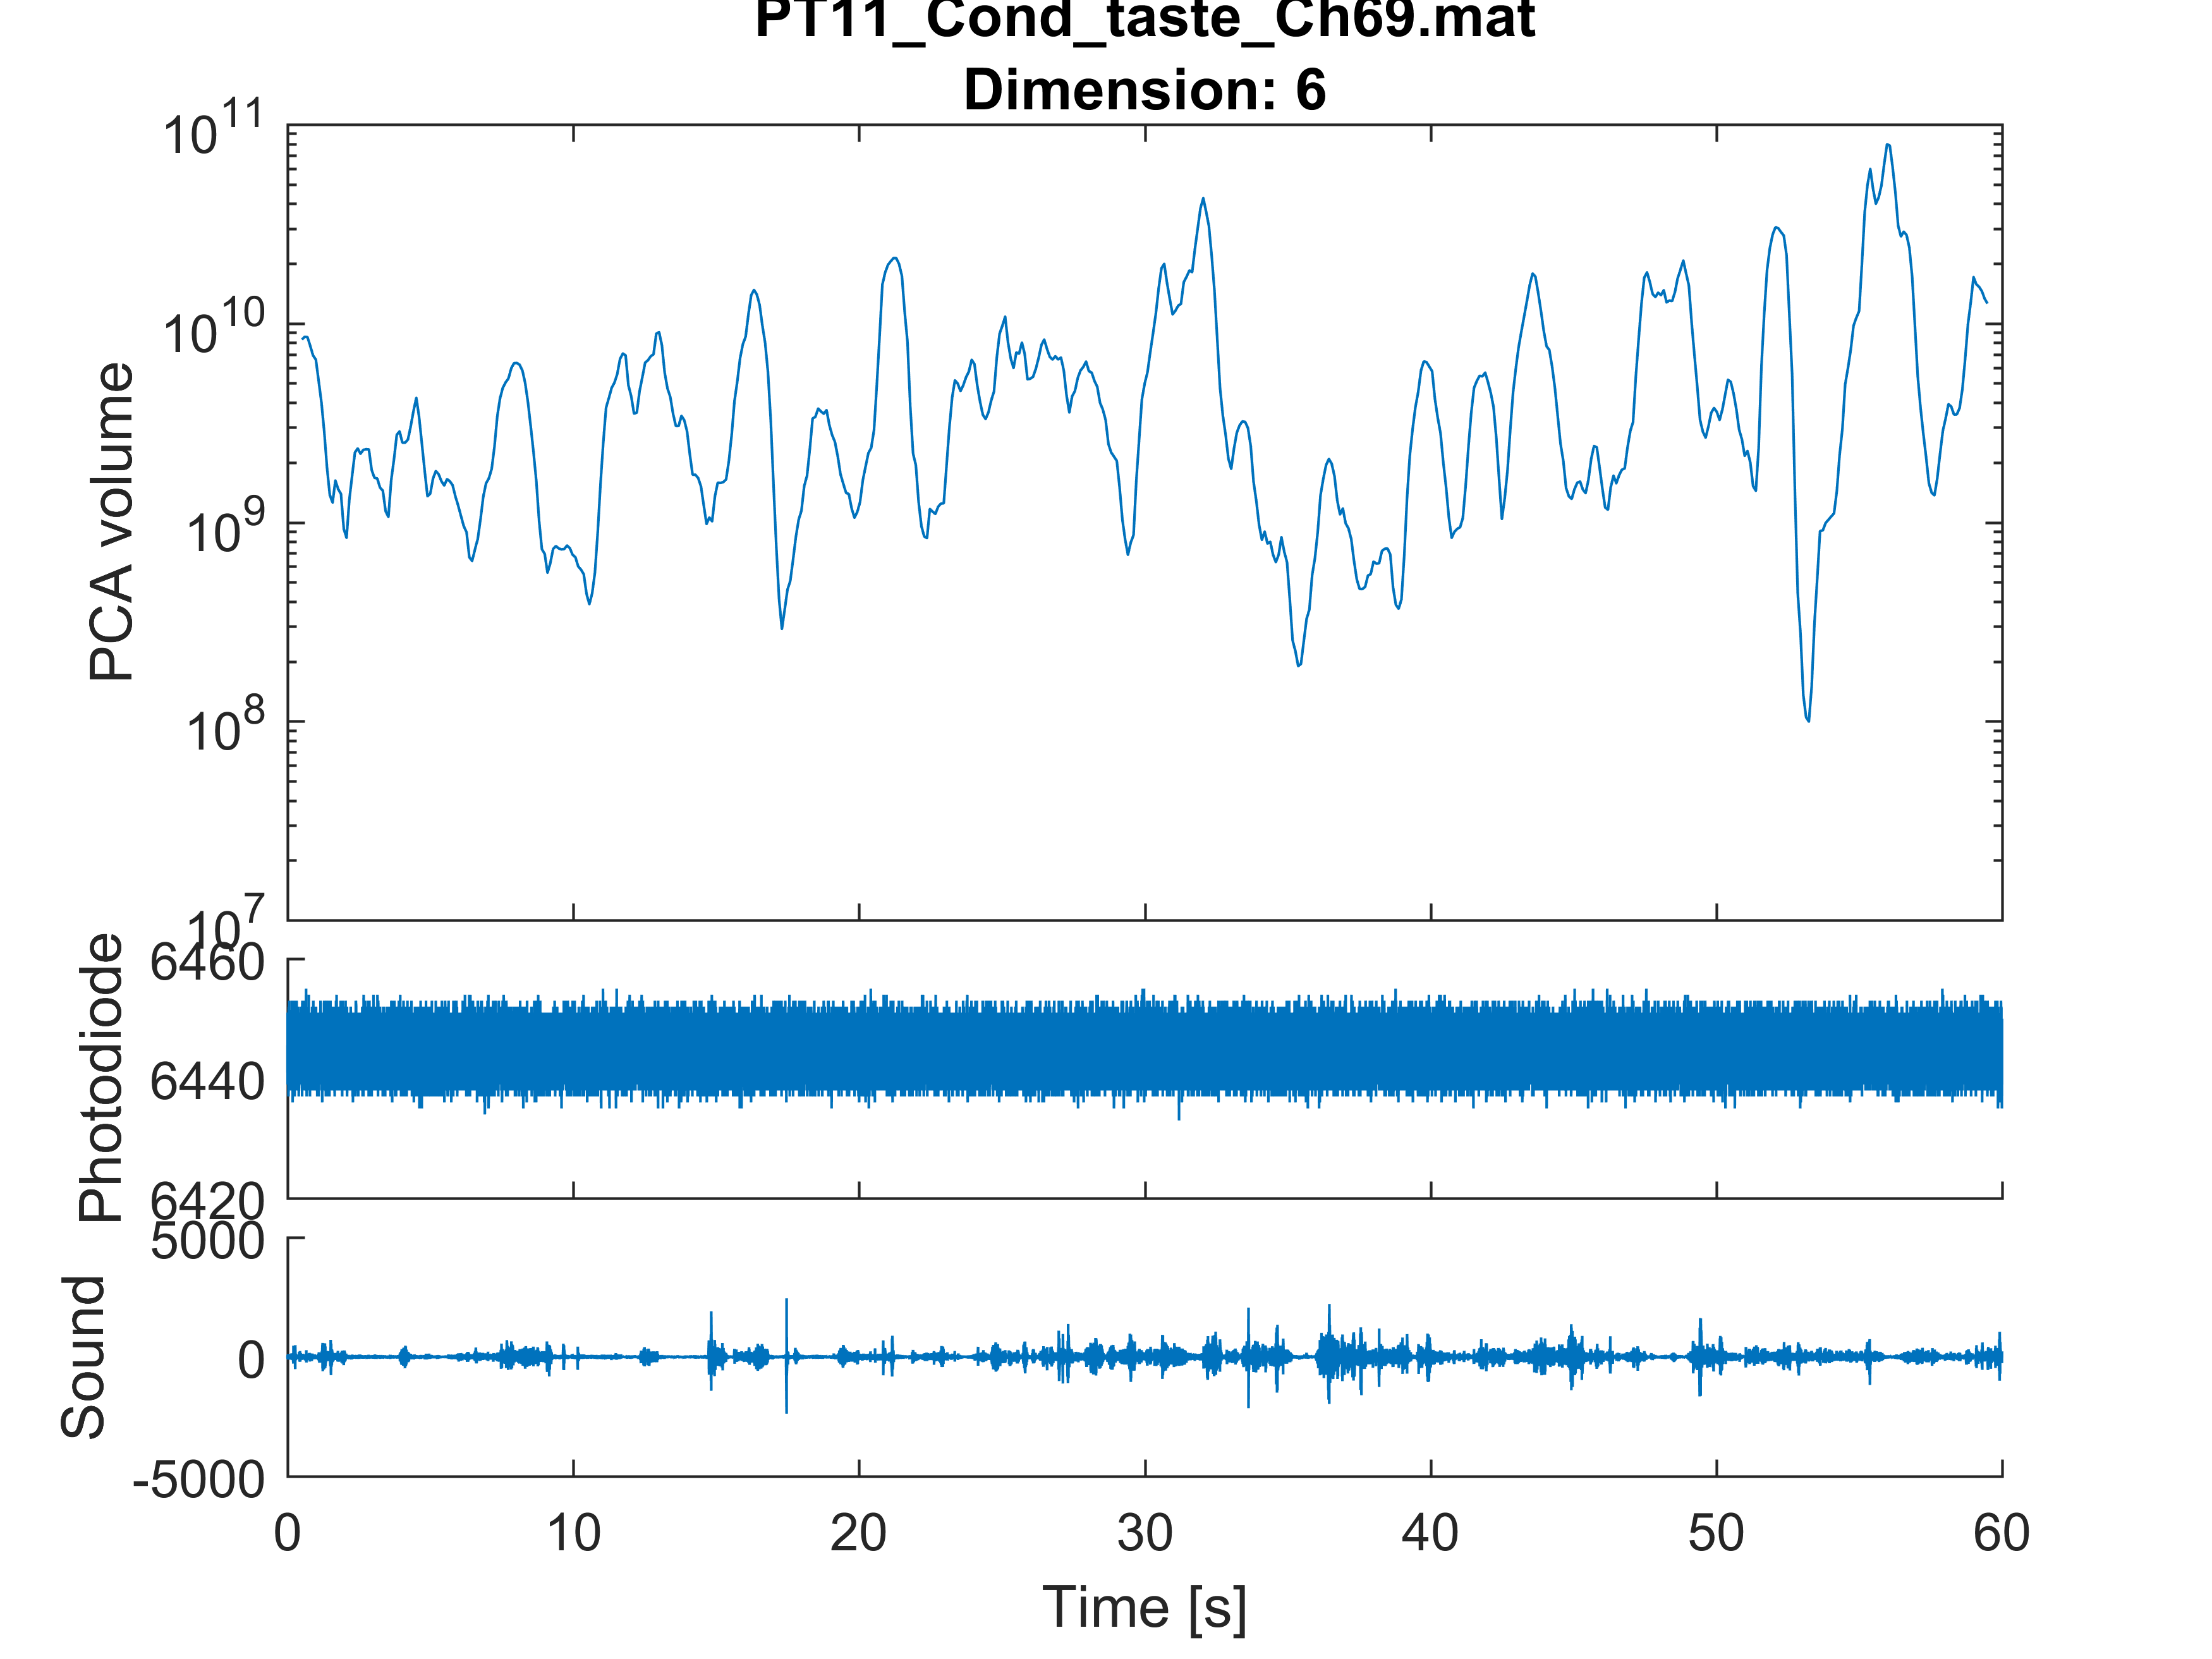 PT11_Cond_taste_Ch69.mat
Dimension: 6
PCA volume
10^11
10^10
10^9
10^8
10^7
Photodiode
6460
6440
6420
Sound
5000
0
-5000
0 10 20 30 40 50 60
Time [s]